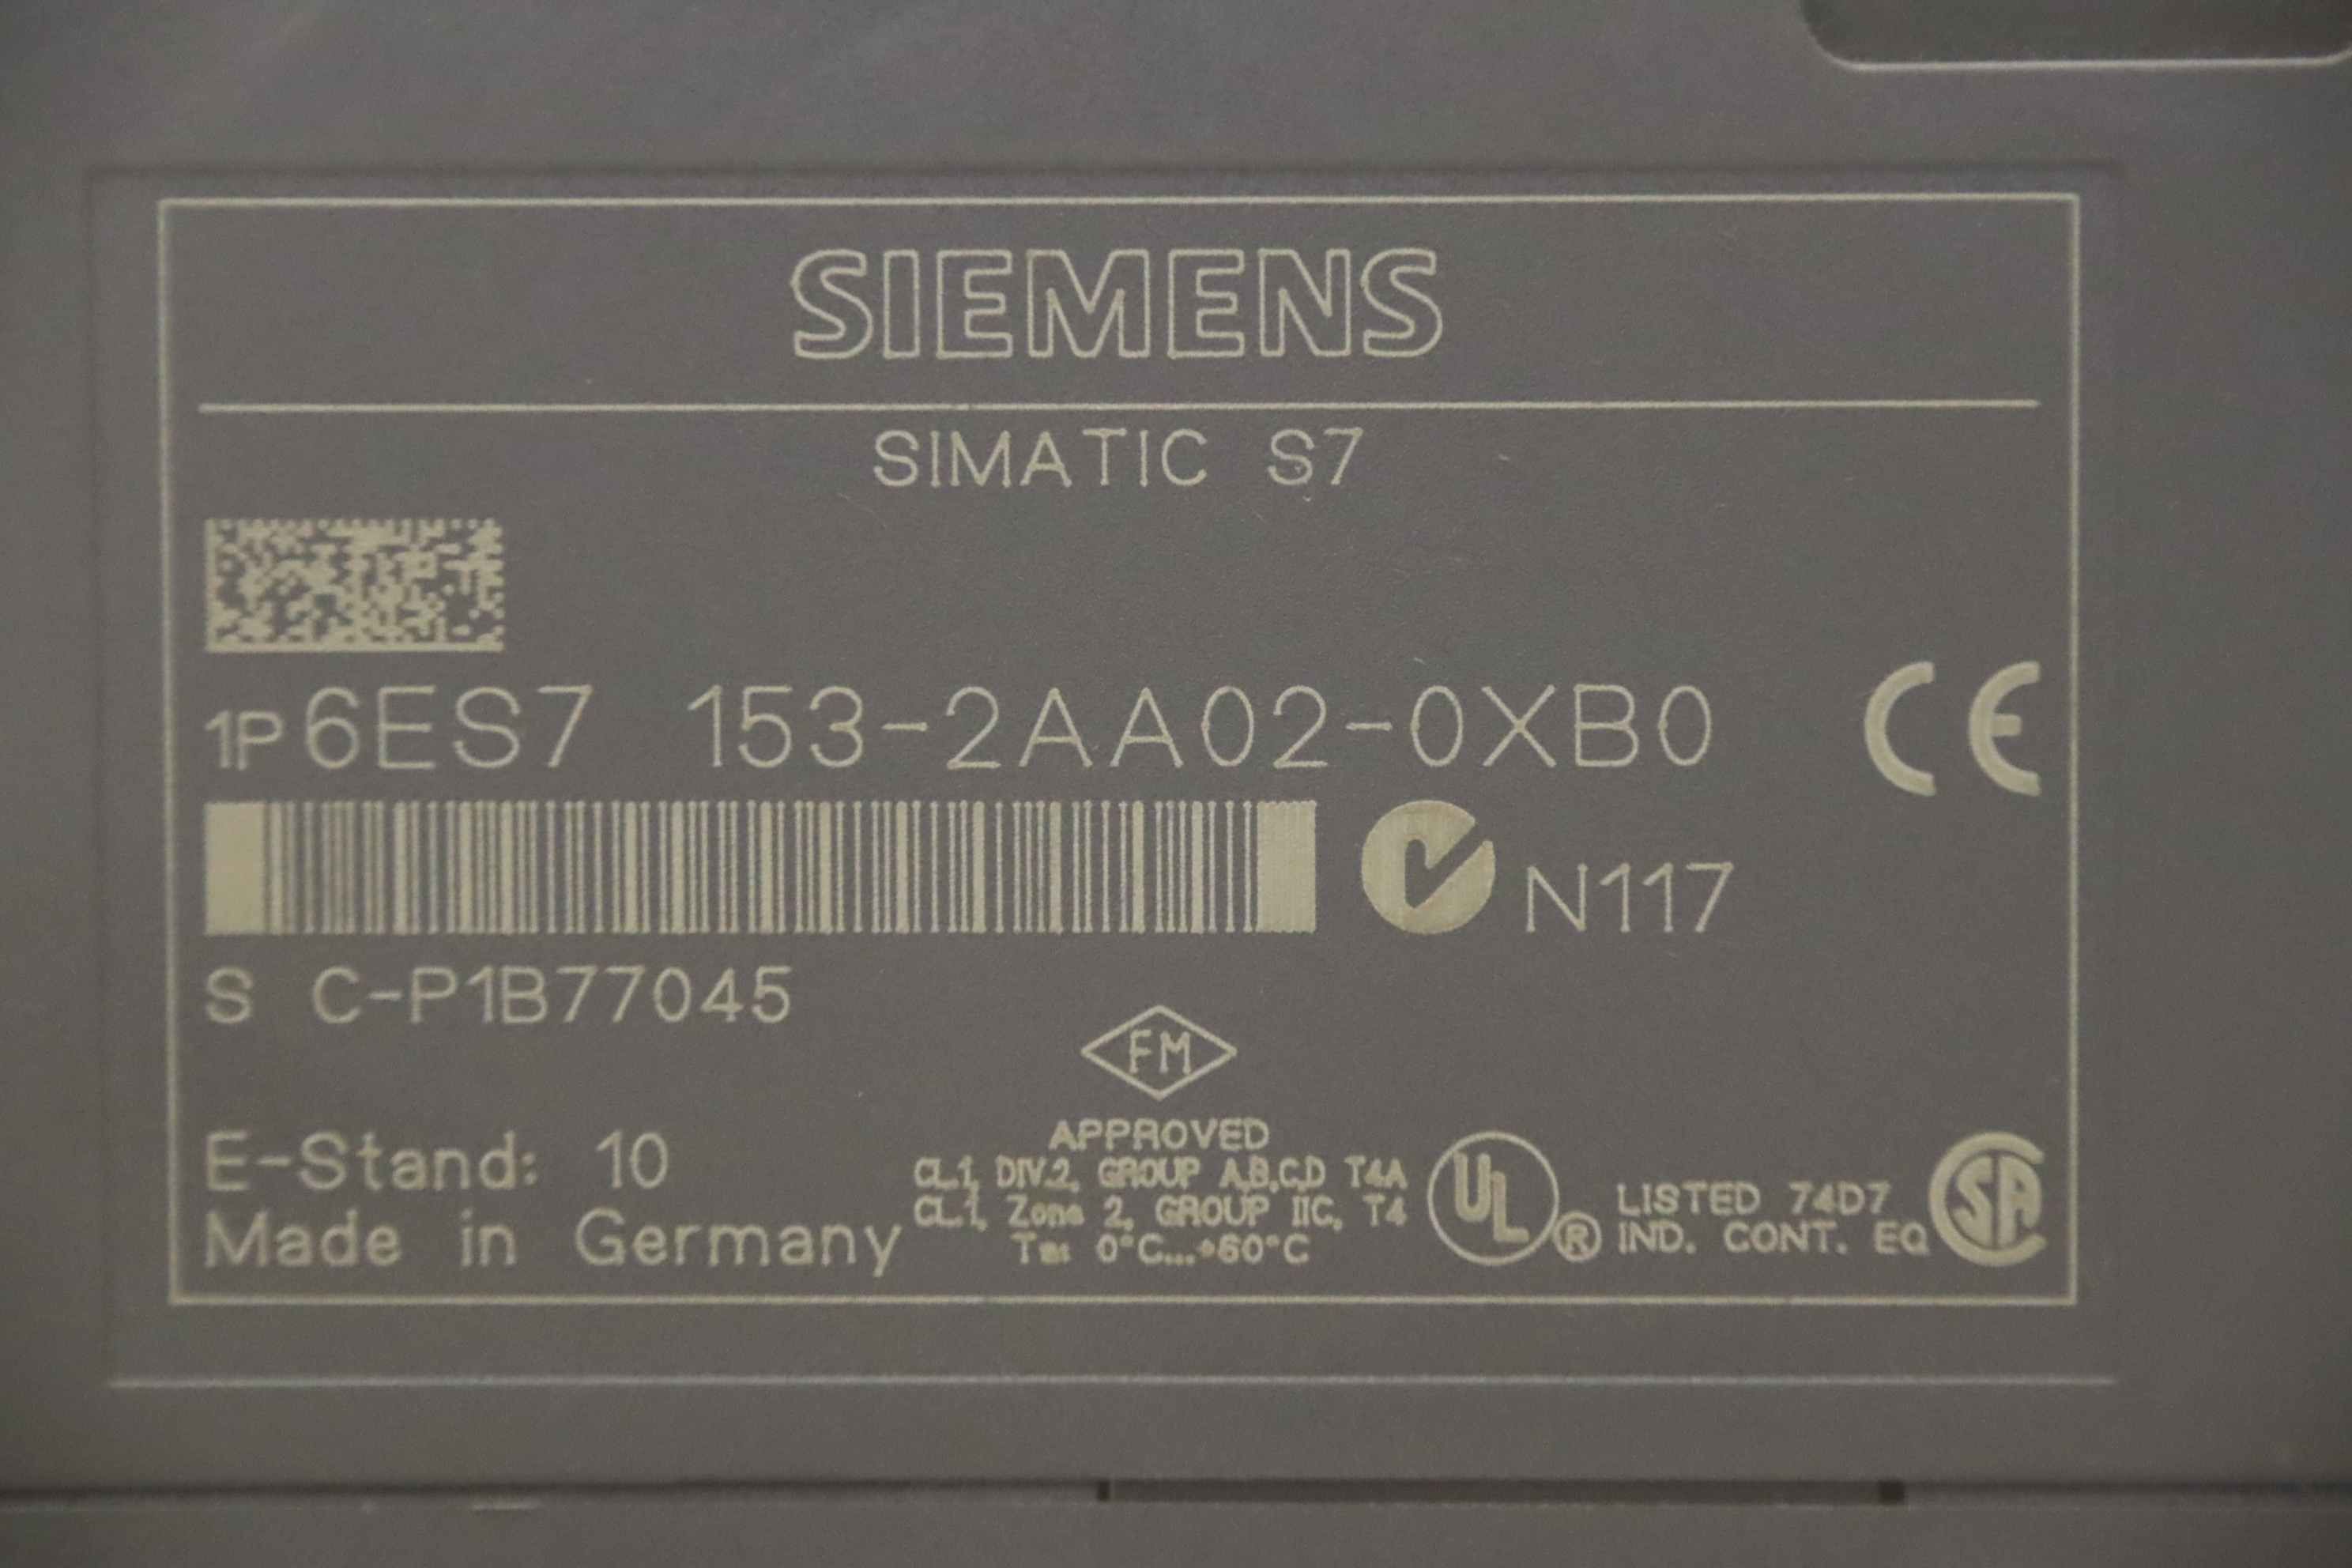 SIEMENS
SIMATIC S7
1P 6ES7 153-2AA02-0XB0
CE
N117
S C-P1B77045
FM
APPROVED
CL.1, DIV.2, GROUP A,B,C,D T4A
CL.1, Zone 2, GROUP IIC, T4
Ta: 0°C...+60°C
E-Stand: 10
Made in Germany
UL ® LISTED 74D7
IND. CONT. EQ
SA